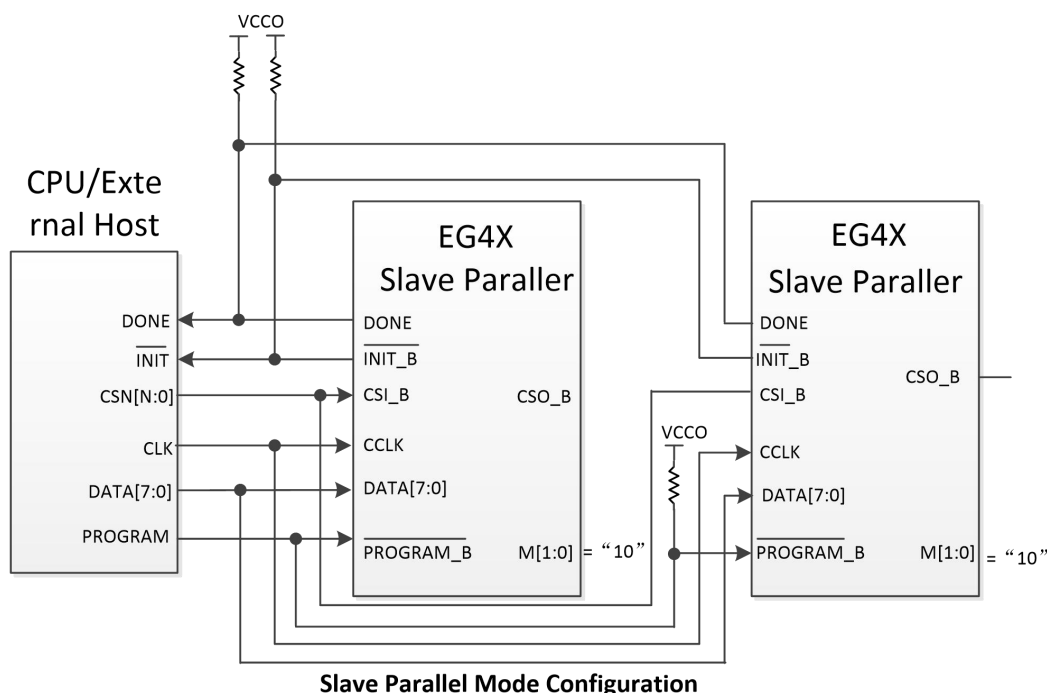 VCCO
CPU/Exte
rnal Host
DONE
INIT
CSN[N:0]
CLK
DATA[7:0]
PROGRAM
EG4X
Slave Paraller
DONE
INIT_B
CSI_B
CSO_B
CCLK
DATA[7:0]
PROGRAM_B
M[1:0] = “10”
VCCO
EG4X
Slave Paraller
DONE
INIT_B
CSO_B
CSI_B
CCLK
DATA[7:0]
PROGRAM_B
M[1:0] = “10”
Slave Parallel Mode Configuration